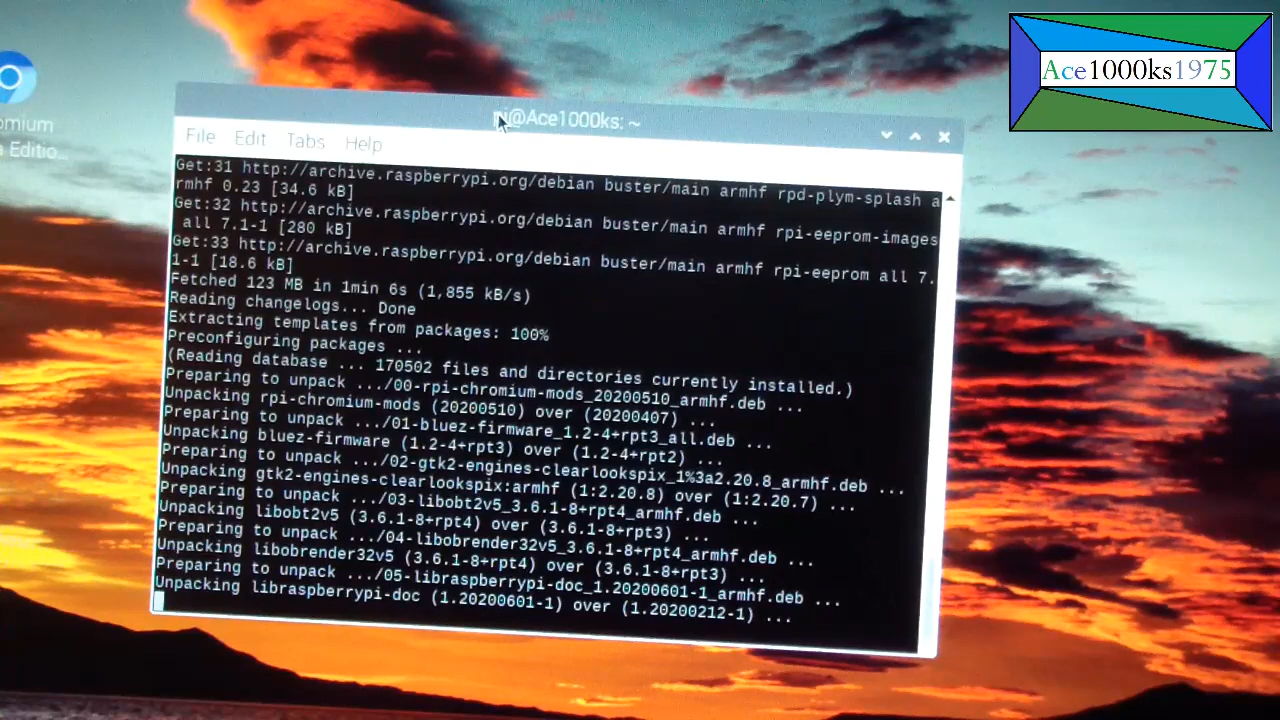 Ace1000ks1975
omium
a Editio...
pi@Ace1000ks: ~
File Edit Tabs Help
Get:31 http://archive.raspberrypi.org/debian buster/main armhf rpd-plym-splash a
rmhf 0.23 [34.6 kB]
Get:32 http://archive.raspberrypi.org/debian buster/main armhf rpi-eeprom-images
all 7.1-1 [280 kB]
Get:33 http://archive.raspberrypi.org/debian buster/main armhf rpi-eeprom all 7.
1-1 [18.6 kB]
Fetched 123 MB in 1min 6s (1,855 kB/s)
Reading changelogs... Done
Extracting templates from packages: 100%
Preconfiguring packages ...
(Reading database ... 170502 files and directories currently installed.)
Preparing to unpack .../00-rpi-chromium-mods_20200510_armhf.deb ...
Unpacking rpi-chromium-mods (20200510) over (20200407) ...
Preparing to unpack .../01-bluez-firmware_1.2-4+rpt3_all.deb ...
Unpacking bluez-firmware (1.2-4+rpt3) over (1.2-4+rpt2) ...
Preparing to unpack .../02-gtk2-engines-clearlookspix_1%3a2.20.8_armhf.deb ...
Unpacking gtk2-engines-clearlookspix:armhf (1:2.20.8) over (1:2.20.7) ...
Preparing to unpack .../03-libobt2v5_3.6.1-8+rpt4_armhf.deb ...
Unpacking libobt2v5 (3.6.1-8+rpt4) over (3.6.1-8+rpt3) ...
Preparing to unpack .../04-libobrender32v5_3.6.1-8+rpt4_armhf.deb ...
Unpacking libobrender32v5 (3.6.1-8+rpt4) over (3.6.1-8+rpt3) ...
Preparing to unpack .../05-libraspberrypi-doc_1.20200601-1_armhf.deb ...
Unpacking libraspberrypi-doc (1.20200601-1) over (1.20200212-1) ...